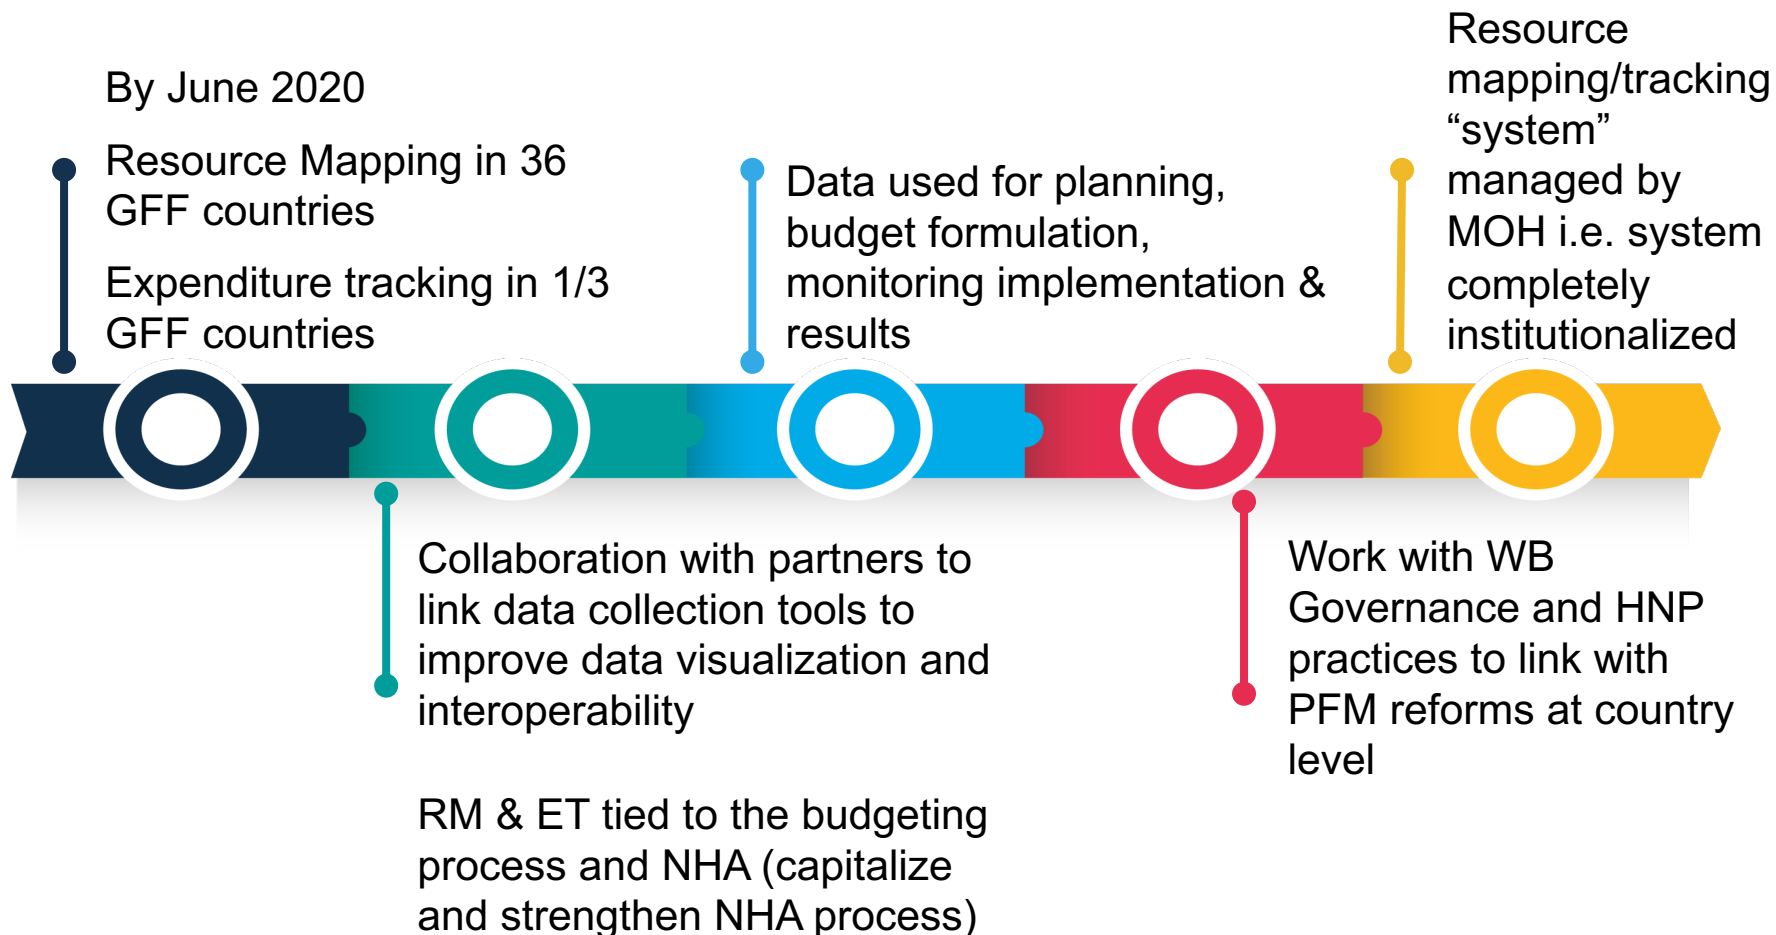 By June 2020
Resource Mapping in 36
GFF countries
Expenditure tracking in 1/3
GFF countries
Collaboration with partners to
link data collection tools to
improve data visualization and
interoperability
RM & ET tied to the budgeting
process and NHA (capitalize
and strengthen NHA process)
Data used for planning,
budget formulation,
monitoring implementation &
results
Work with WB
Governance and HNP
practices to link with
PFM reforms at country
level
Resource
mapping/tracking
“system”
managed by
MOH i.e. system
completely
institutionalized